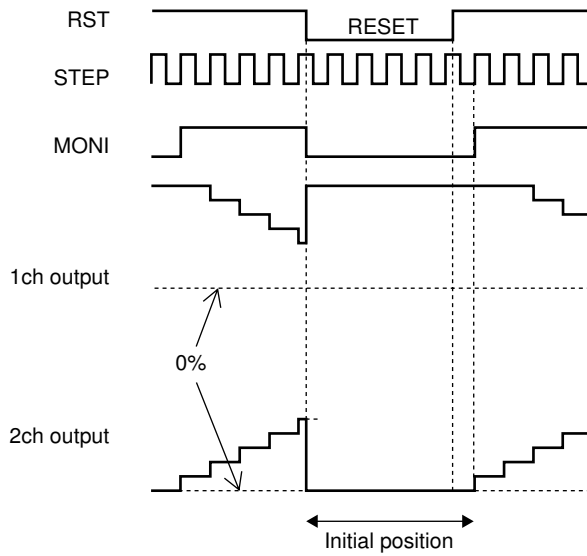 RST
RESET
STEP
MONI
1ch output
0%
2ch output
Initial position